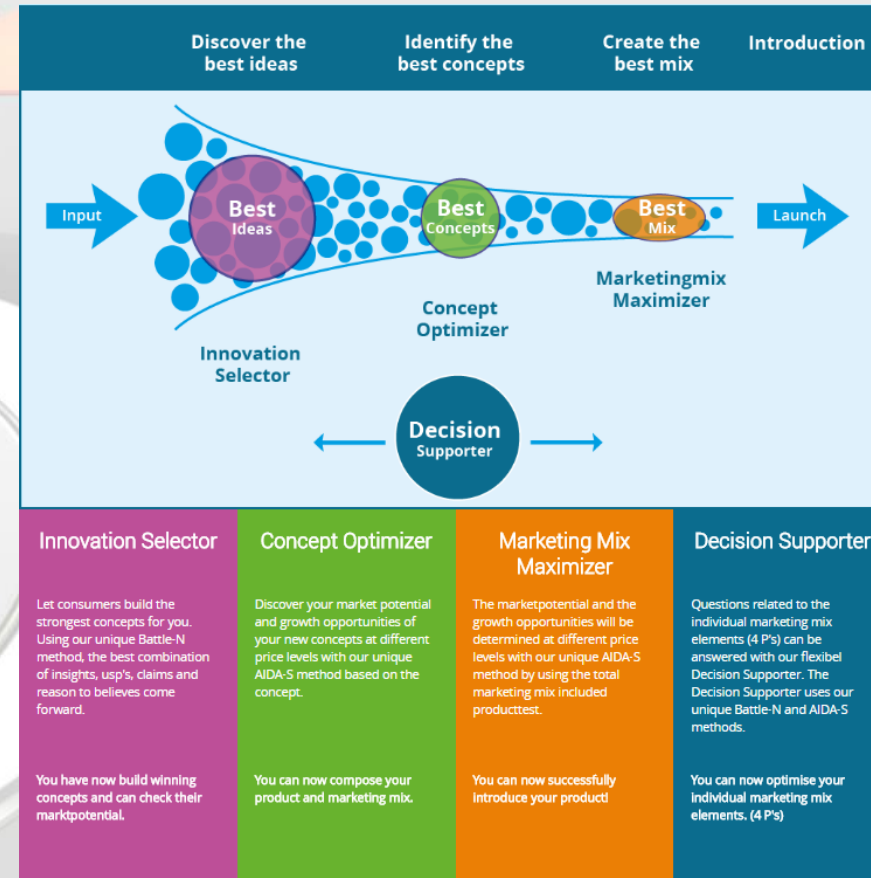 Discover the
best ideas
Identify the
best concepts
Create the
best mix
Introduction
Input
Best
Ideas
Best
Concepts
Best
Mix
Launch
Innovation
Selector
Concept
Optimizer
Marketingmix
Maximizer
Decision
Supporter
Innovation Selector
Let consumers build the
strongest concepts for you.
Using our unique Battle-N
method, the best combination
of insights, usp's, claims and
reason to believes come
forward.
You have now build winning
concepts and can check their
marktpotential.
Concept Optimizer
Discover your market potential
and growth opportunities of
your new concepts at different
price levels with our unique
AIDA-S method based on the
concept.
You can now compose your
product and marketing mix.
Marketing Mix
Maximizer
The marketpotential and the
growth opportunities will be
determined at different price
levels with our unique AIDA-S
method by using the total
marketing mix included
producttest.
You can now successfully
introduce your product!
Decision Supporter
Questions related to the
individual marketing mix
elements (4 P's) can be
answered with our flexibel
Decision Supporter. The
Decision Supporter uses our
unique Battle-N and AIDA-S
methods.
You can now optimise your
individual marketing mix
elements. (4 P's)